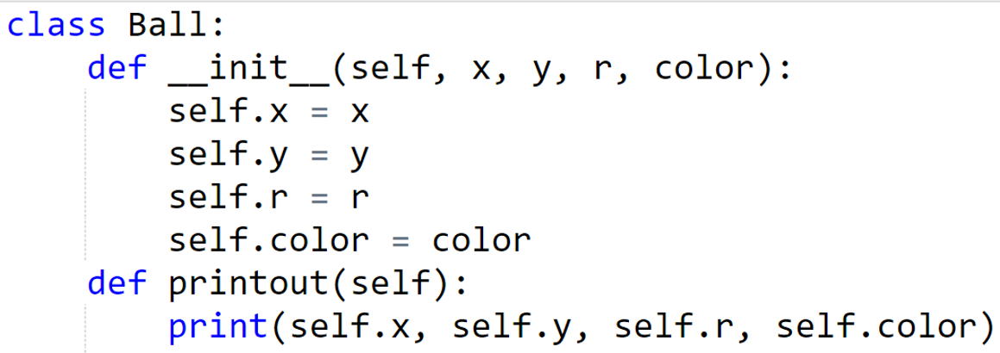 class Ball:
    def __init__(self, x, y, r, color):
        self.x = x
        self.y = y
        self.r = r
        self.color = color
    def printout(self):
        print(self.x, self.y, self.r, self.color)